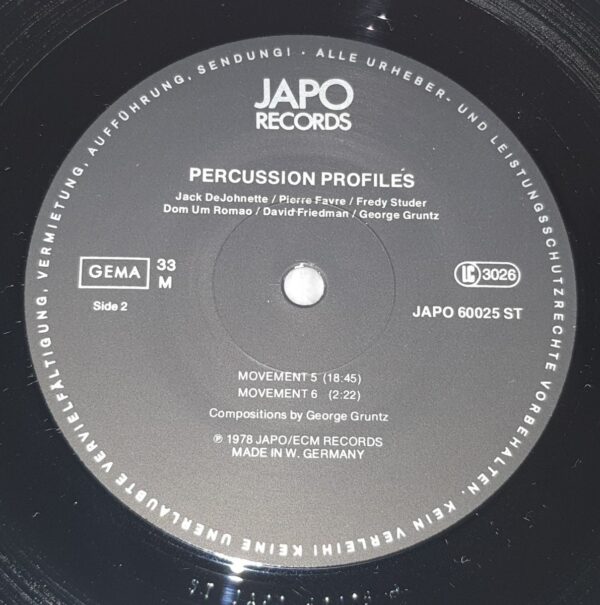 ALLE URHEBER- UND LEISTUNGSSCHUTZRECHTE VORBEHALTEN. KEIN VERLEIH! KEINE UNERLAUBTE VERVIELFÄLTIGUNG, VERMIETUNG, AUFFÜHRUNG, SENDUNG! ·
JAPO
RECORDS
PERCUSSION PROFILES
Jack DeJohnette / Pierre Favre / Fredy Studer
Dom Um Romao / David Friedman / George Gruntz
GEMA
33
M
LC 3026
Side 2
JAPO 60025 ST
MOVEMENT 5 (18:45)
MOVEMENT 6 (2:22)
Compositions by George Gruntz
℗ 1978 JAPO/ECM RECORDS
MADE IN W. GERMANY